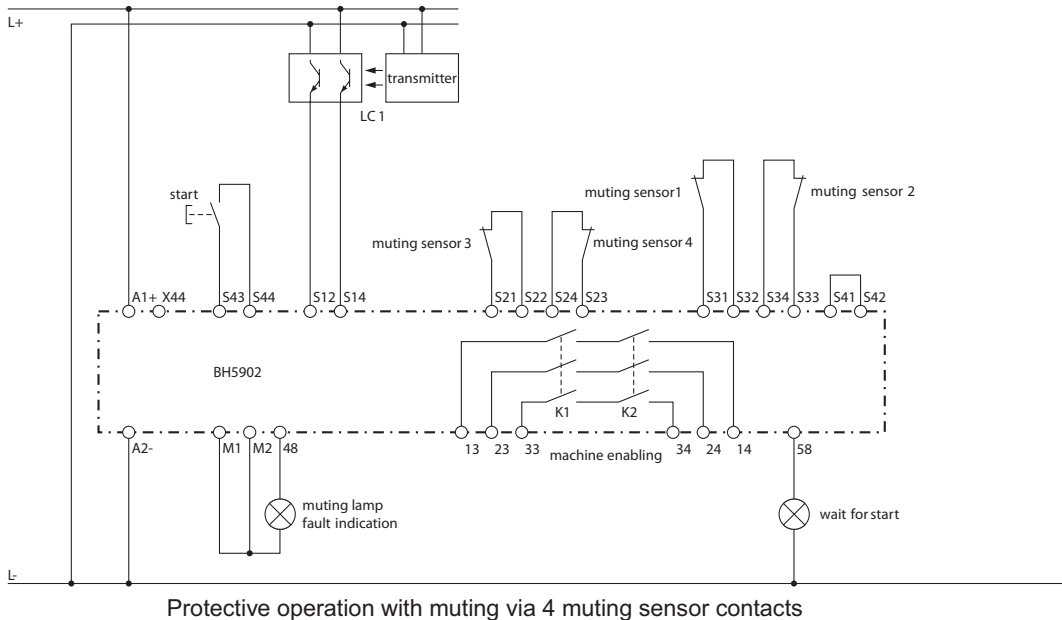 L+
transmitter
LC 1
start
muting sensor1
muting sensor 2
muting sensor 3
muting sensor 4
A1+ X44 S43 S44 S12 S14 S21 S22 S24 S23 S31 S32 S34 S33 S41 S42
BH5902
K1 K2
A2- M1 M2 48 13 23 33 34 24 14 58
machine enabling
muting lamp
fault indication
wait for start
L-
Protective operation with muting via 4 muting sensor contacts